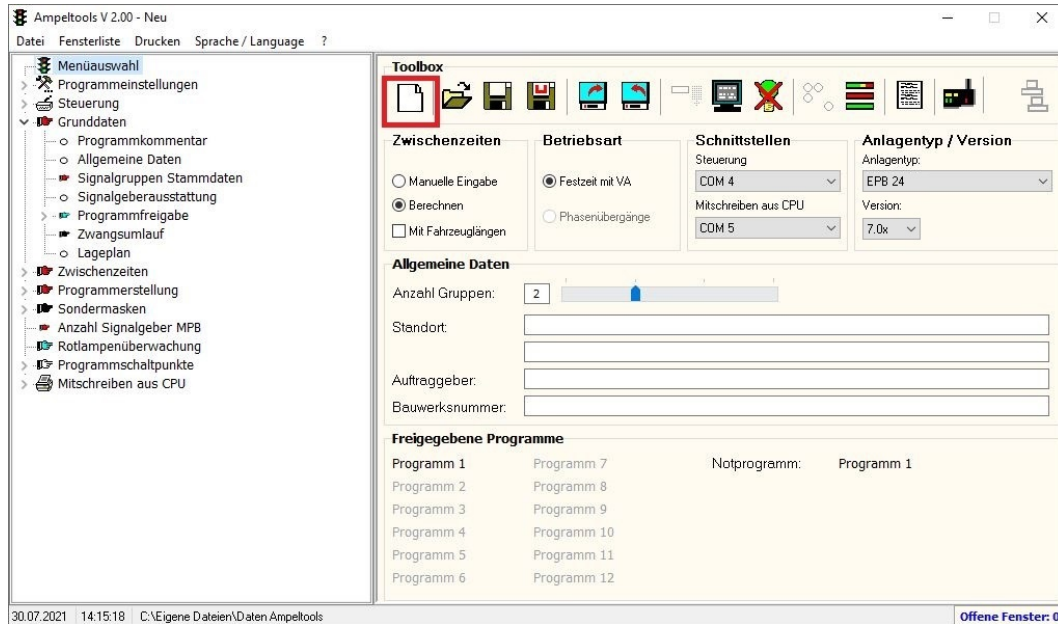 Ampeltools V 2.00 - Neu
Datei Fensterliste Drucken Sprache / Language ?
Menüauswahl
Programmeinstellungen
Steuerung
Grunddaten
Programmkommentar
Allgemeine Daten
Signalgruppen Stammdaten
Signalgeberausstattung
Programmfreigabe
Zwangsumlauf
Lageplan
Zwischenzeiten
Programmerstellung
Sondermasken
Anzahl Signalgeber MPB
Rotlampenüberwachung
Programmschaltpunkte
Mitschreiben aus CPU
Toolbox
Zwischenzeiten
Manuelle Eingabe
Berechnen
Mit Fahrzeuglängen
Betriebsart
Festzeit mit VA
Phasenübergänge
Schnittstellen
Steuerung
COM 4
Mitschreiben aus CPU
COM 5
Anlagentyp / Version
Anlagentyp:
EPB 24
Version:
7.0x
Allgemeine Daten
Anzahl Gruppen: 2
Standort:
Auftraggeber:
Bauwerksnummer:
Freigegebene Programme
Programm 1 Programm 7 Notprogramm: Programm 1
Programm 2 Programm 8
Programm 3 Programm 9
Programm 4 Programm 10
Programm 5 Programm 11
Programm 6 Programm 12
30.07.2021 14:15:18 C:\Eigene Dateien\Daten Ampeltools Offene Fenster: 0